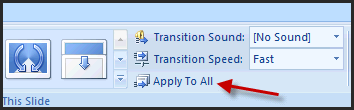 Transition Sound: [No Sound]
Transition Speed: Fast
Apply To All
This Slide